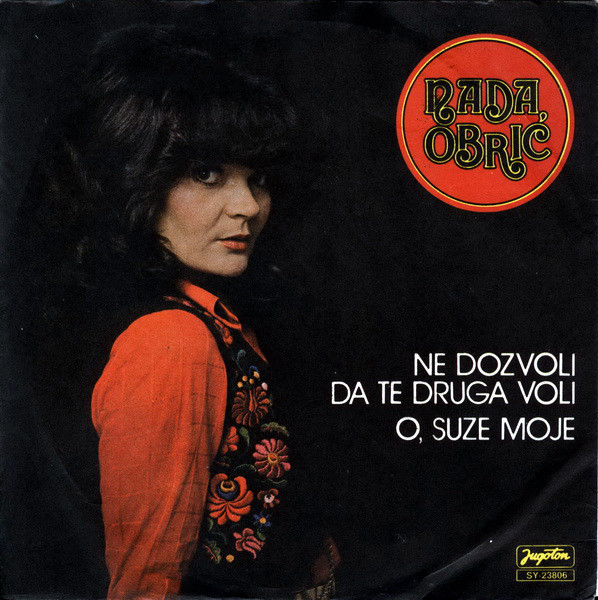 NADA
OBRIĆ
NE DOZVOLI
DA TE DRUGA VOLI
O, SUZE MOJE
Jugoton
SY 23806